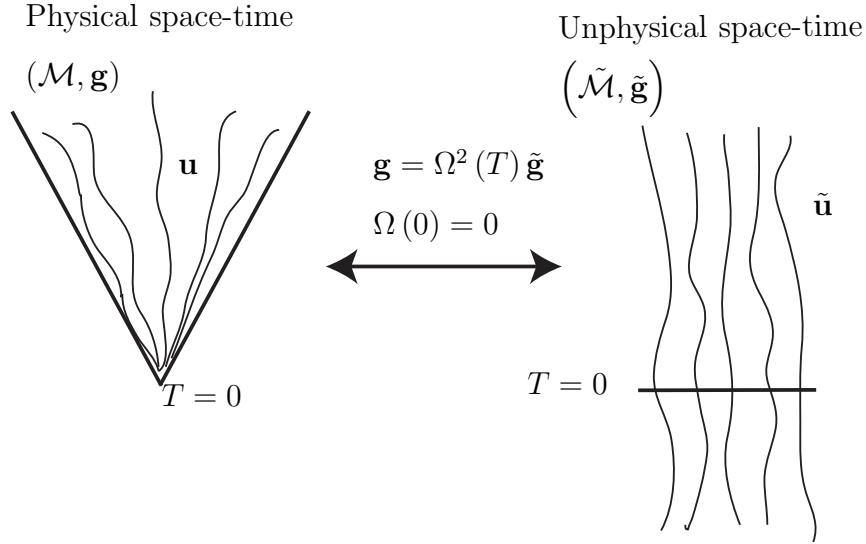 Physical space-time
(ℳ, g)
u
T = 0
g = Ω² (T) g̃
Ω (0) = 0
Unphysical space-time
(ℳ̃, g̃)
ũ
T = 0